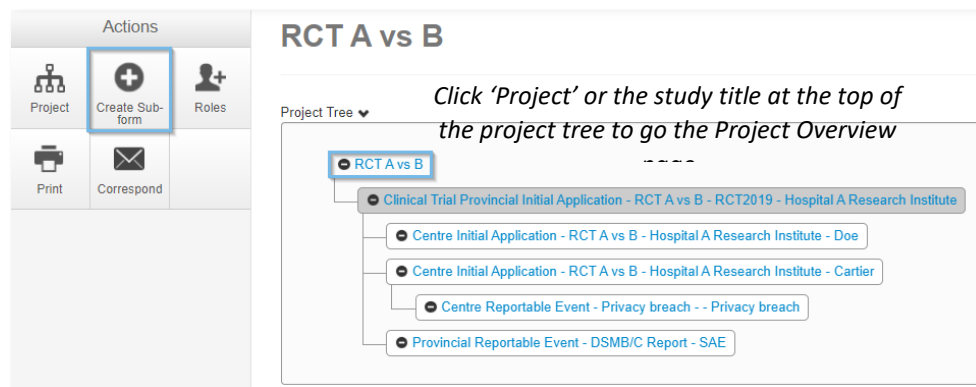 Actions
Project
Create Sub-
form
Roles
Print
Correspond
RCT A vs B
Project Tree
Click ‘Project’ or the study title at the top of
the project tree to go the Project Overview
RCT A vs B
Clinical Trial Provincial Initial Application - RCT A vs B - RCT2019 - Hospital A Research Institute
Centre Initial Application - RCT A vs B - Hospital A Research Institute - Doe
Centre Initial Application - RCT A vs B - Hospital A Research Institute - Cartier
Centre Reportable Event - Privacy breach - - Privacy breach
Provincial Reportable Event - DSMB/C Report - SAE